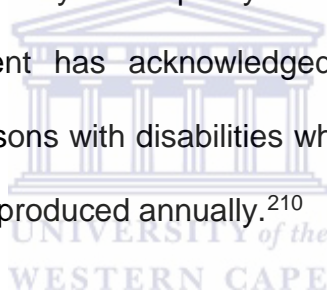 ent has acknowledged
sons with disabilities wh
produced annually.210
UNIVERSITY of the
WESTERN CAPE